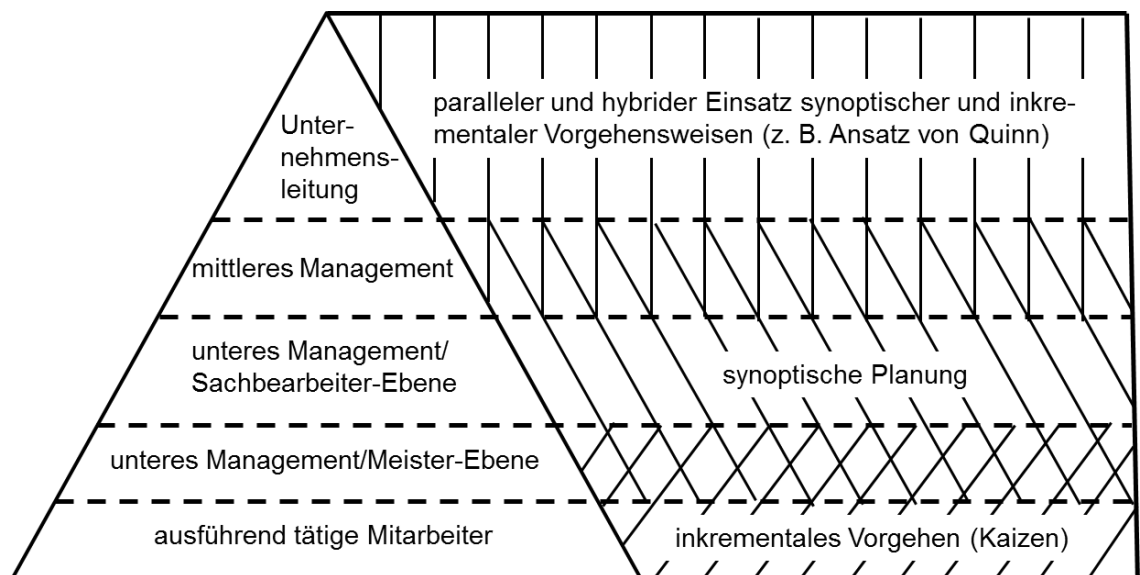 paralleler und hybrider Einsatz synoptischer und inkre-
mentaler Vorgehensweisen (z. B. Ansatz von Quinn)
Unter-
nehmens-
leitung
mittleres Management
unteres Management/
Sachbearbeiter-Ebene
synoptische Planung
unteres Management/Meister-Ebene
ausführend tätige Mitarbeiter
inkrementales Vorgehen (Kaizen)